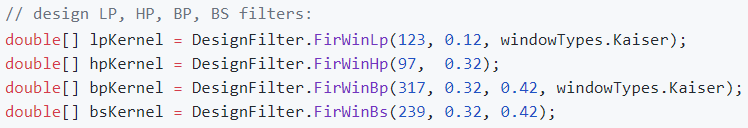 // design LP, HP, BP, BS filters:
double[] lpKernel = DesignFilter.FirWinLp(123, 0.12, windowTypes.Kaiser);
double[] hpKernel = DesignFilter.FirWinHp(97,  0.32);
double[] bpKernel = DesignFilter.FirWinBp(317, 0.32, 0.42, windowTypes.Kaiser);
double[] bsKernel = DesignFilter.FirWinBs(239, 0.32, 0.42);